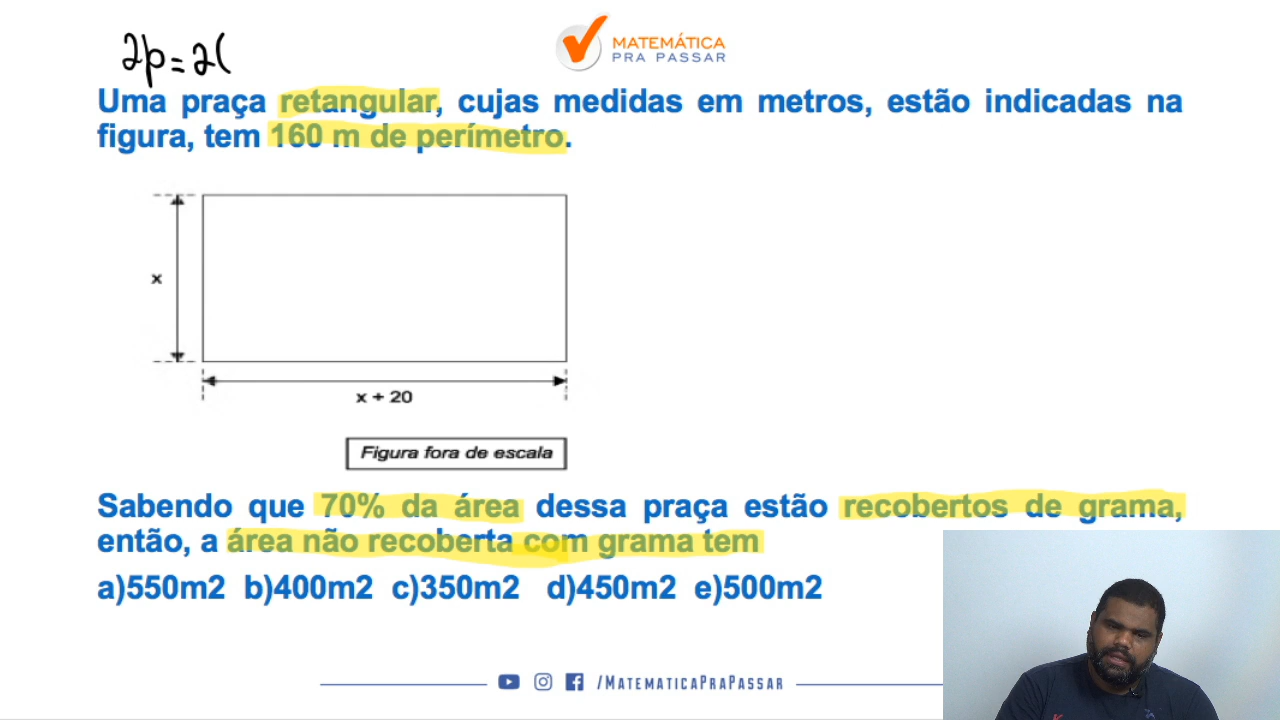 MATEMÁTICA
PRA PASSAR
2p=2(
Uma praça retangular, cujas medidas em metros, estão indicadas na
figura, tem 160 m de perímetro.
x
x + 20
Figura fora de escala
Sabendo que 70% da área dessa praça estão recobertos de grama,
então, a área não recoberta com grama tem
a)550m2 b)400m2 c)350m2 d)450m2 e)500m2
/MATEMATICAPRAPASSAR